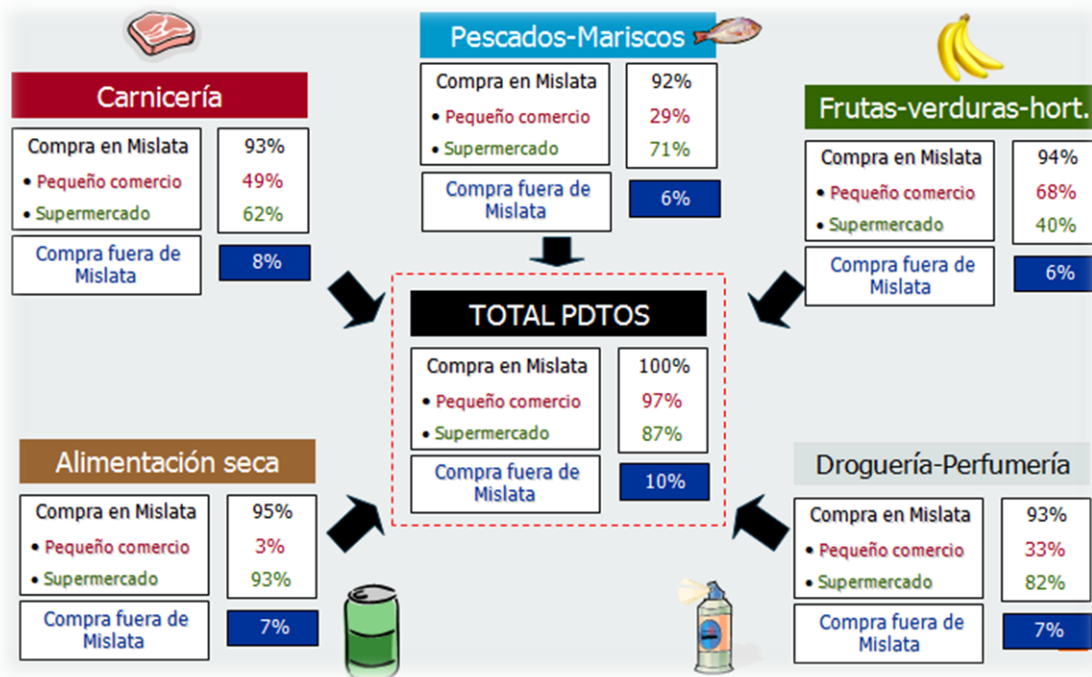 Pescados-Mariscos
Compra en Mislata 92%
• Pequeño comercio 29%
• Supermercado 71%
Compra fuera de
Mislata
6%
Carnicería
Compra en Mislata 93%
• Pequeño comercio 49%
• Supermercado 62%
Compra fuera de
Mislata
8%
Frutas-verduras-hort.
Compra en Mislata 94%
• Pequeño comercio 68%
• Supermercado 40%
Compra fuera de
Mislata
6%
TOTAL PDTOS
Compra en Mislata 100%
• Pequeño comercio 97%
• Supermercado 87%
Compra fuera de
Mislata
10%
Alimentación seca
Compra en Mislata 95%
• Pequeño comercio 3%
• Supermercado 93%
Compra fuera de
Mislata
7%
Droguería-Perfumería
Compra en Mislata 93%
• Pequeño comercio 33%
• Supermercado 82%
Compra fuera de
Mislata
7%